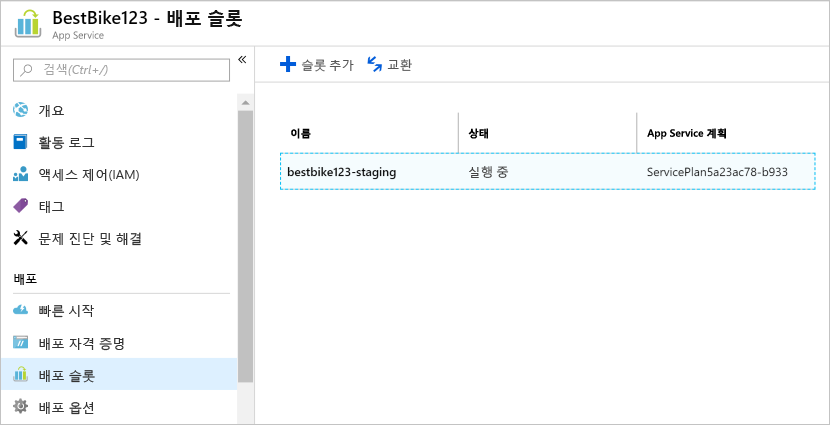 BestBike123 - 배포 슬롯
App Service
검색(Ctrl+/)
개요
활동 로그
액세스 제어(IAM)
태그
문제 진단 및 해결
배포
빠른 시작
배포 자격 증명
배포 슬롯
배포 옵션
슬롯 추가 교환
이름 상태 App Service 계획
bestbike123-staging 실행 중 ServicePlan5a23ac78-b933